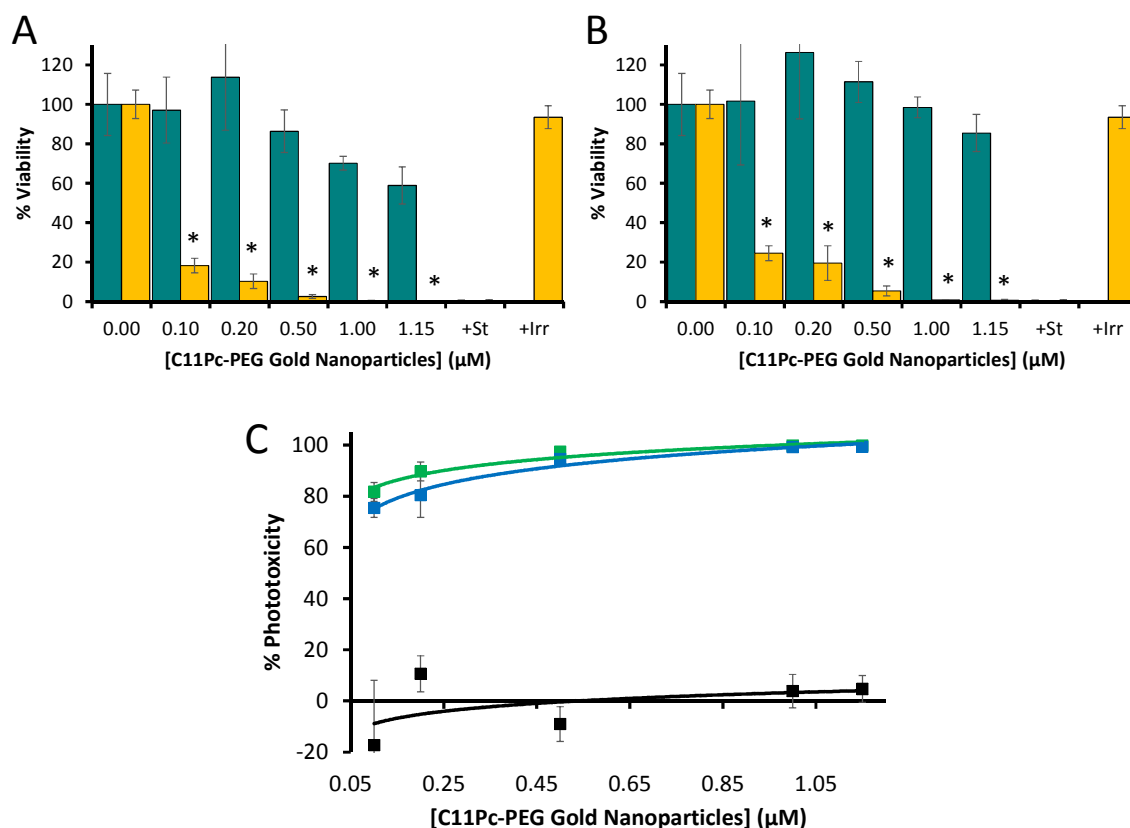 A
% Viability
120
100
80
60
40
20
0
* * * * *
0.00 0.10 0.20 0.50 1.00 1.15 +St +Irr
[C11Pc-PEG Gold Nanoparticles] (µM)
B
% Viability
120
100
80
60
40
20
0
* * * * *
0.00 0.10 0.20 0.50 1.00 1.15 +St +Irr
[C11Pc-PEG Gold Nanoparticles] (µM)
C
% Phototoxicity
100
80
60
40
20
0
-20
0.05 0.25 0.45 0.65 0.85 1.05
[C11Pc-PEG Gold Nanoparticles] (µM)